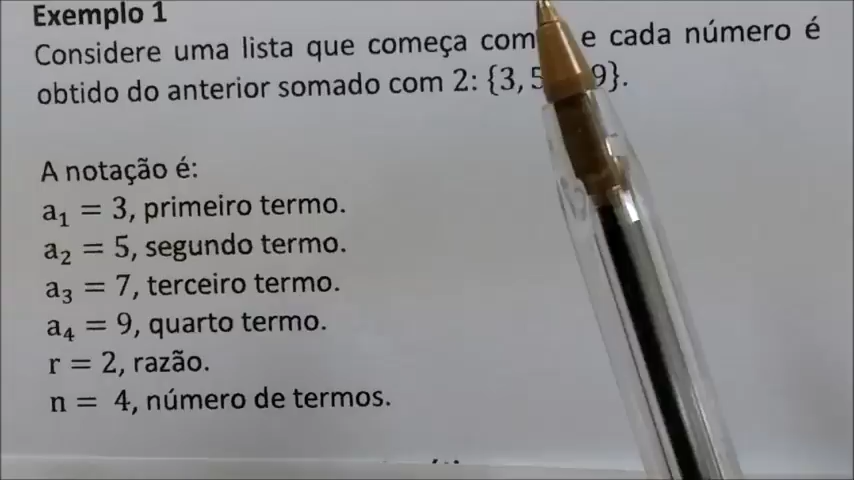 Exemplo 1
Considere uma lista que começa com e cada número é
obtido do anterior somado com 2: {3, 5 9}.
A notação é:
a₁ = 3, primeiro termo.
a₂ = 5, segundo termo.
a₃ = 7, terceiro termo.
a₄ = 9, quarto termo.
r = 2, razão.
n = 4, número de termos.